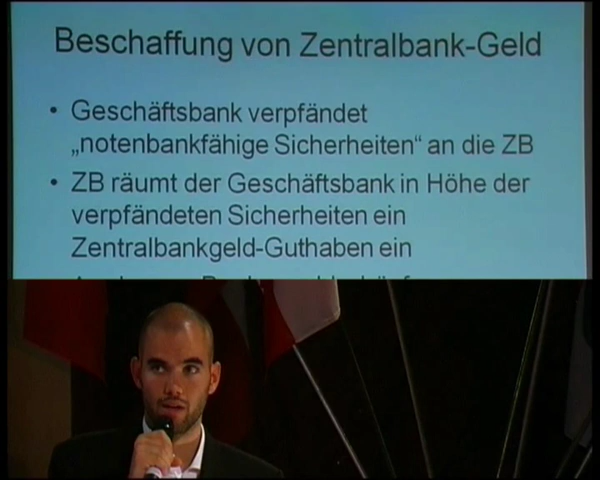 Beschaffung von Zentralbank-Geld
• Geschäftsbank verpfändet
„notenbankfähige Sicherheiten“ an die ZB
• ZB räumt der Geschäftsbank in Höhe der
verpfändeten Sicherheiten ein
Zentralbankgeld-Guthaben ein